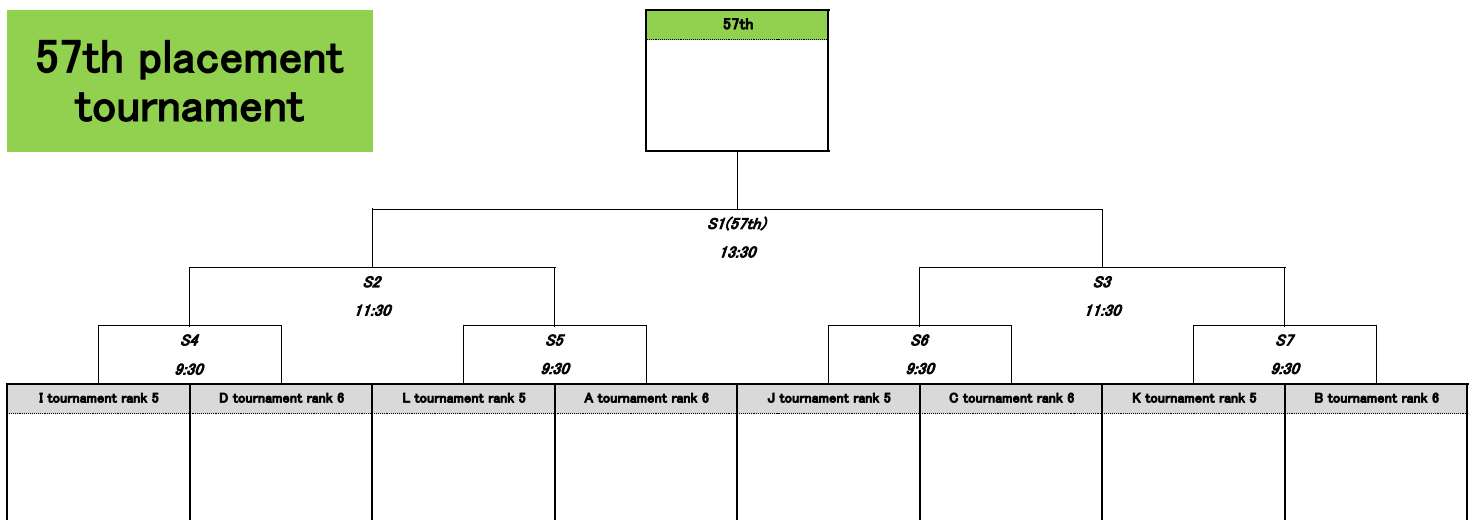 57th placement
tournament
57th
S1(57th)
13:30
S2
S3
11:30
11:30
S4
S5
S6
S7
9:30
9:30
9:30
9:30
I tournament rank 5
D tournament rank 6
L tournament rank 5
A tournament rank 6
J tournament rank 5
C tournament rank 6
K tournament rank 5
B tournament rank 6